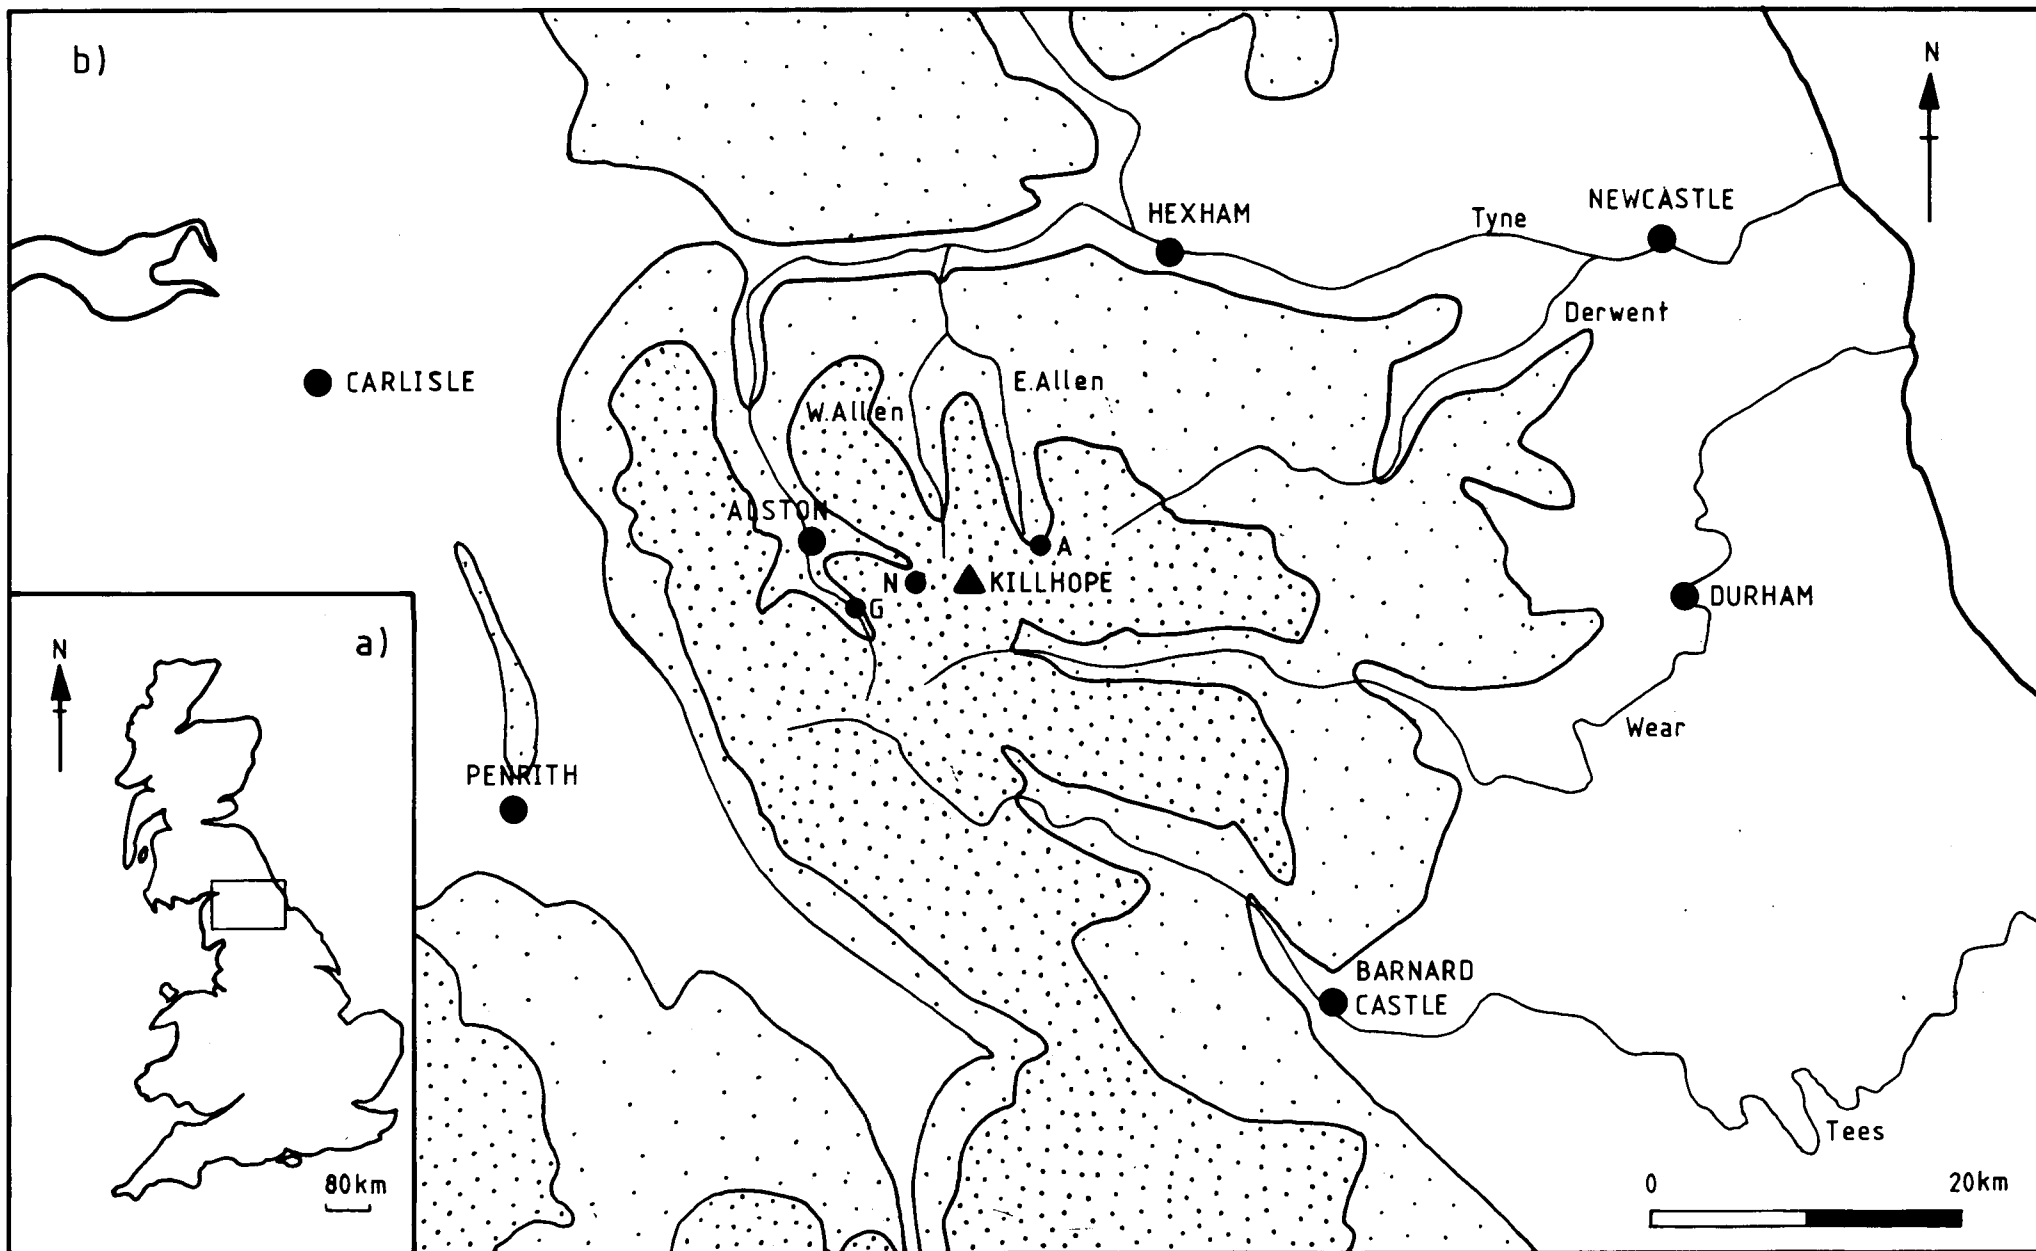 b)
N
HEXHAM
Tyne
NEWCASTLE
Derwent
CARLISLE
E.Allen
W.Allen
ALSTON
A
N
KILLHOPE
G
DURHAM
a)
N
Wear
PENRITH
BARNARD
CASTLE
Tees
80km
0 20km